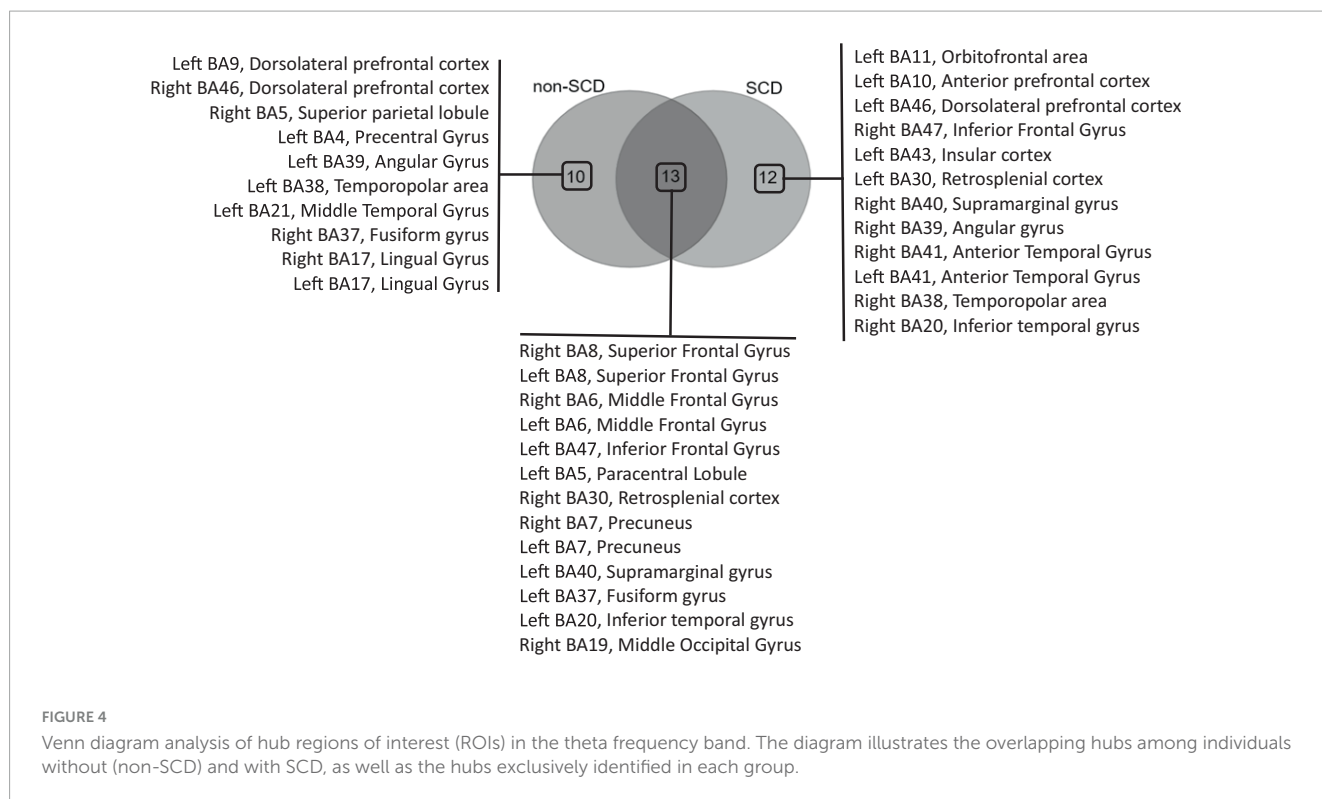 Left BA9, Dorsolateral prefrontal cortex
Right BA46, Dorsolateral prefrontal cortex
Right BA5, Superior parietal lobule
Left BA4, Precentral Gyrus
Left BA39, Angular Gyrus
Left BA38, Temporopolar area
Left BA21, Middle Temporal Gyrus
Right BA37, Fusiform gyrus
Right BA17, Lingual Gyrus
Left BA17, Lingual Gyrus
non-SCD
SCD
10
13
12
Left BA11, Orbitofrontal area
Left BA10, Anterior prefrontal cortex
Left BA46, Dorsolateral prefrontal cortex
Right BA47, Inferior Frontal Gyrus
Left BA43, Insular cortex
Left BA30, Retrosplenial cortex
Right BA40, Supramarginal gyrus
Right BA39, Angular gyrus
Right BA41, Anterior Temporal Gyrus
Left BA41, Anterior Temporal Gyrus
Right BA38, Temporopolar area
Right BA20, Inferior temporal gyrus
Right BA8, Superior Frontal Gyrus
Left BA8, Superior Frontal Gyrus
Right BA6, Middle Frontal Gyrus
Left BA6, Middle Frontal Gyrus
Left BA47, Inferior Frontal Gyrus
Left BA5, Paracentral Lobule
Right BA30, Retrosplenial cortex
Right BA7, Precuneus
Left BA7, Precuneus
Left BA40, Supramarginal gyrus
Left BA37, Fusiform gyrus
Left BA20, Inferior temporal gyrus
Right BA19, Middle Occipital Gyrus
FIGURE 4
Venn diagram analysis of hub regions of interest (ROIs) in the theta frequency band. The diagram illustrates the overlapping hubs among individuals
without (non-SCD) and with SCD, as well as the hubs exclusively identified in each group.